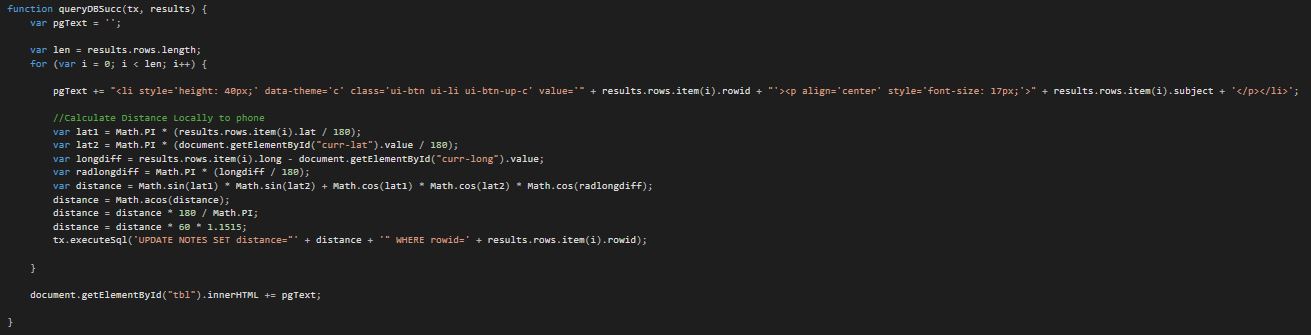 function queryDBSucc(tx, results) {
var pgText = '';
var len = results.rows.length;
for (var i = 0; i < len; i++) {
pgText += "<li style='height: 40px;' data-theme='c' class='ui-btn ui-li ui-btn-up-c' value='" + results.rows.item(i).rowid + "'><p align='center' style='font-size: 17px;'>" + results.rows.item(i).subject + '</p></li>';
//Calculate Distance Locally to phone
var lat1 = Math.PI * (results.rows.item(i).lat / 180);
var lat2 = Math.PI * (document.getElementById("curr-lat").value / 180);
var longdiff = results.rows.item(i).long - document.getElementById("curr-long").value;
var radlongdiff = Math.PI * (longdiff / 180);
var distance = Math.sin(lat1) * Math.sin(lat2) + Math.cos(lat1) * Math.cos(lat2) * Math.cos(radlongdiff);
distance = Math.acos(distance);
distance = distance * 180 / Math.PI;
distance = distance * 60 * 1.1515;
tx.executeSql('UPDATE NOTES SET distance="' + distance + '" WHERE rowid=' + results.rows.item(i).rowid);
}
document.getElementById("tbl").innerHTML += pgText;
}